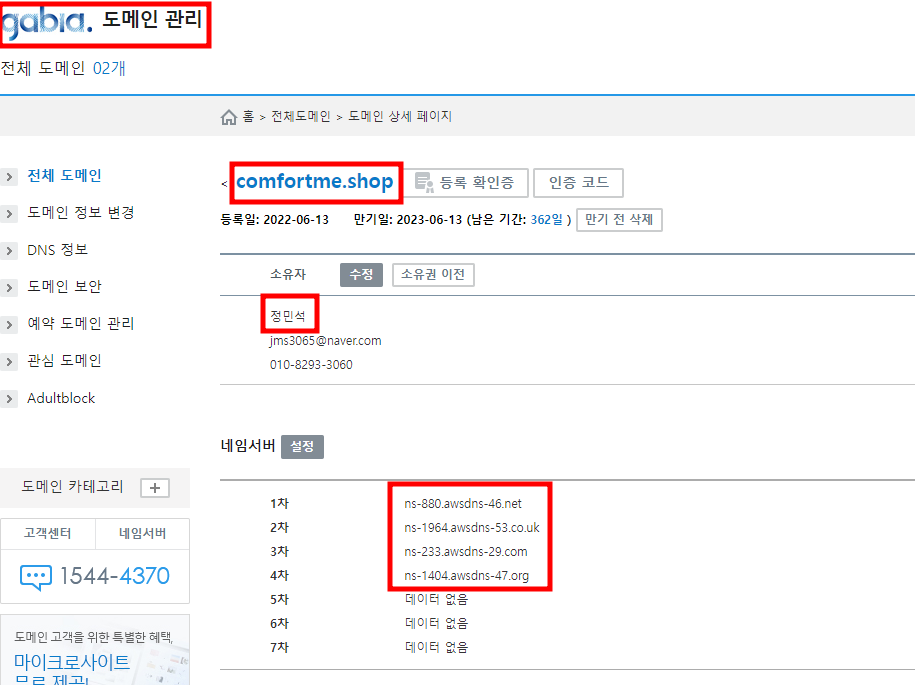 gabia. 도메인 관리
전체 도메인 02개
홈 > 전체도메인 > 도메인 상세 페이지
전체 도메인
도메인 정보 변경
DNS 정보
도메인 보안
예약 도메인 관리
관심 도메인
Adultblock
도메인 카테고리 +
고객센터 네임서버
1544-4370
도메인 고객을 위한 특별한 혜택,
마이크로사이트
무료 제공!
< comfortme.shop 등록 확인증 인증 코드
등록일: 2022-06-13 만기일: 2023-06-13 (남은 기간: 362일 ) 만기 전 삭제
소유자 수정 소유권 이전
정민석
jms3065@naver.com
010-8293-3060
네임서버 설정
1차 ns-880.awsdns-46.net
2차 ns-1964.awsdns-53.co.uk
3차 ns-233.awsdns-29.com
4차 ns-1404.awsdns-47.org
5차 데이터 없음
6차 데이터 없음
7차 데이터 없음